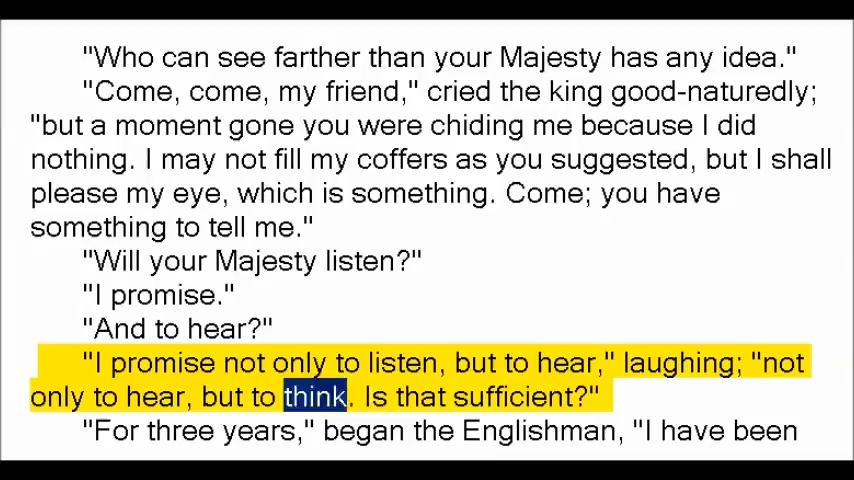 "Who can see farther than your Majesty has any idea."
"Come, come, my friend," cried the king good-naturedly;
"but a moment gone you were chiding me because I did
nothing. I may not fill my coffers as you suggested, but I shall
please my eye, which is something. Come; you have
something to tell me."
"Will your Majesty listen?"
"I promise."
"And to hear?"
"I promise not only to listen, but to hear," laughing; "not
only to hear, but to think. Is that sufficient?"
"For three years," began the Englishman, "I have been